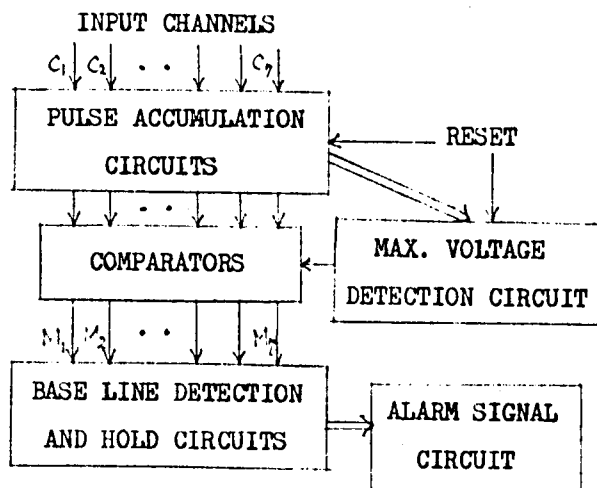 INPUT CHANNELS
C₁ C₂ . . C₇
PULSE ACCUMULATION
CIRCUITS
RESET
. .
COMPARATORS
MAX. VOLTAGE
DETECTION CIRCUIT
M₁ M₂ . . M₇
BASE LINE DETECTION
AND HOLD CIRCUITS
ALARM SIGNAL
CIRCUIT